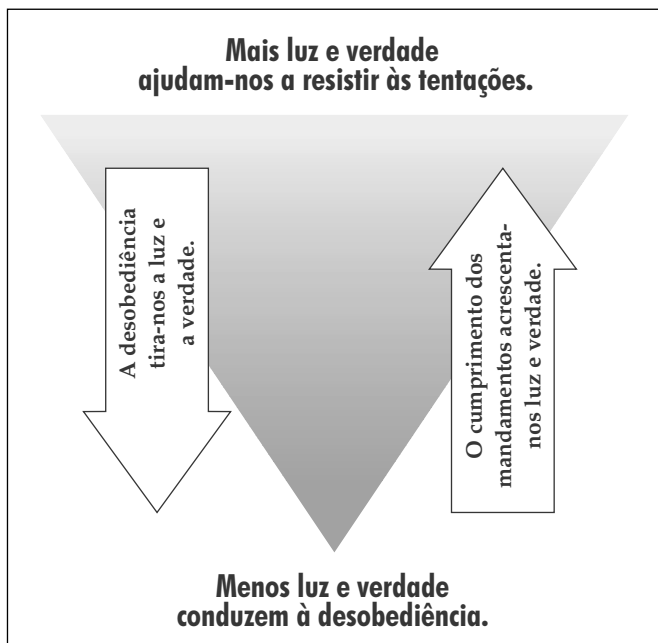 Mais luz e verdade
ajudam-nos a resistir às tentações.
A desobediência
tira-nos a luz e
a verdade.
O cumprimento dos
mandamentos acrescenta-
nos luz e verdade.
Menos luz e verdade
conduzem à desobediência.